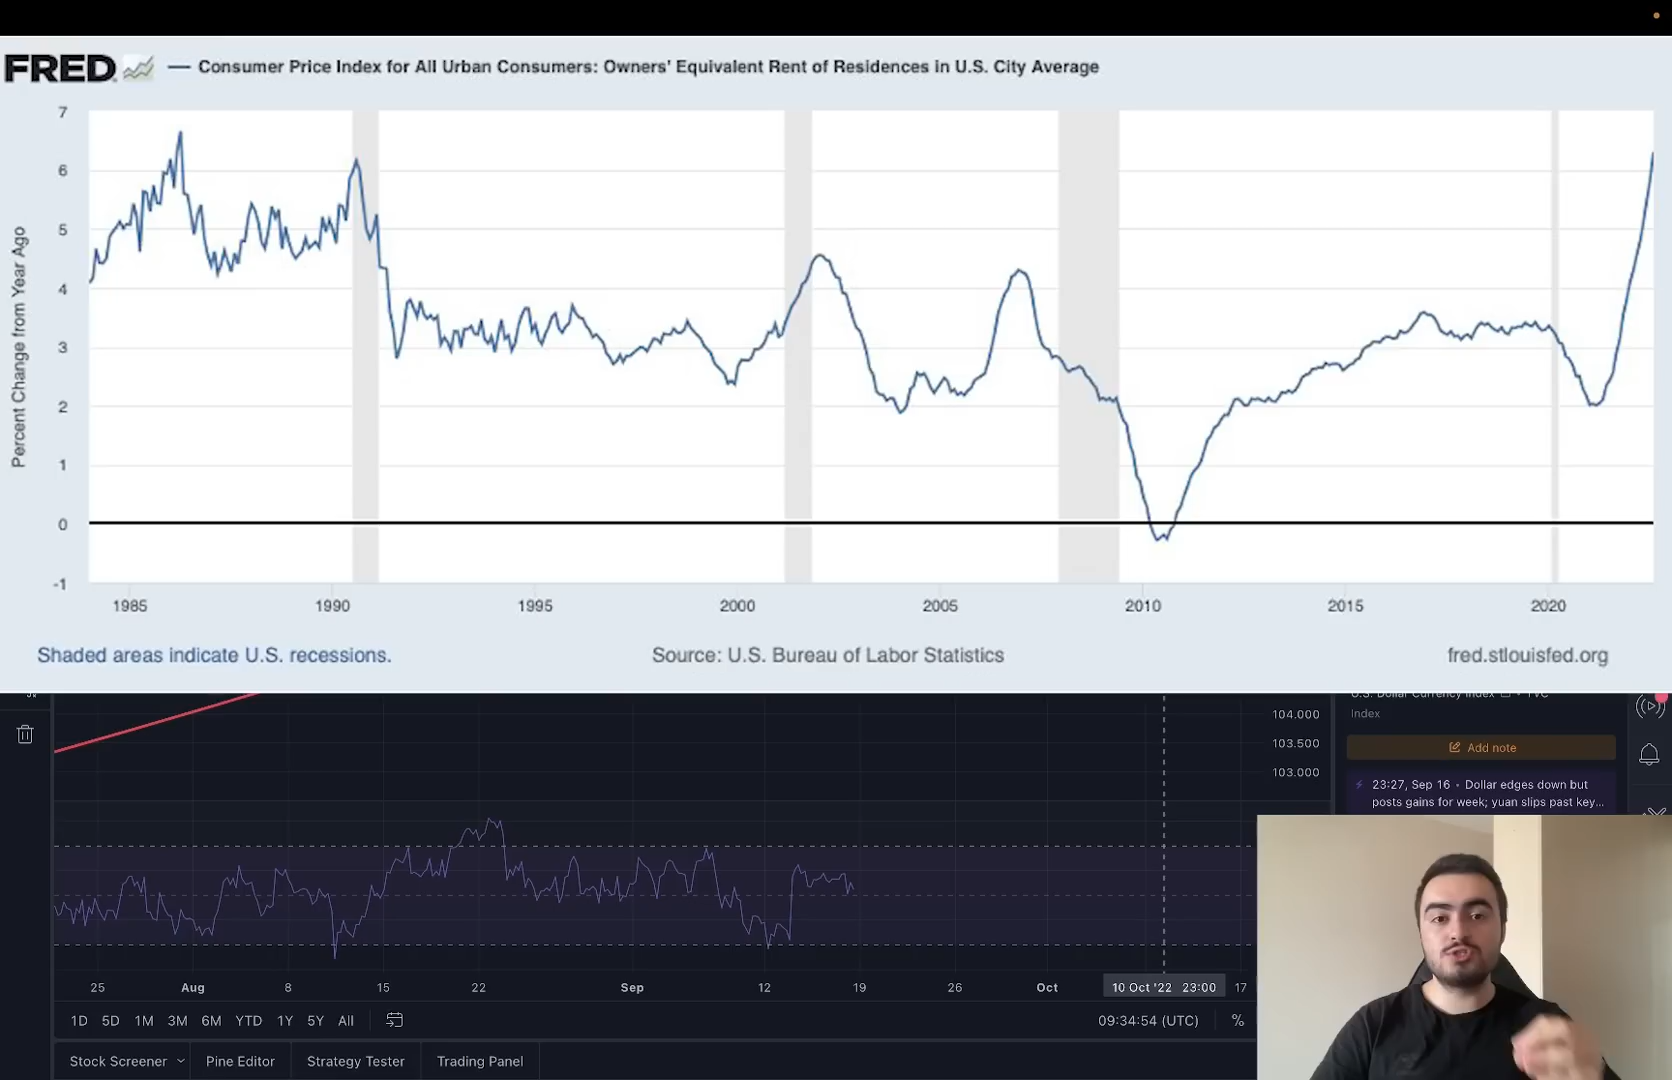 FRED
Consumer Price Index for All Urban Consumers: Owners' Equivalent Rent of Residences in U.S. City Average
Percent Change from Year Ago
7
6
5
4
3
2
1
0
-1
1985
1990
1995
2000
2005
2010
2015
2020
Shaded areas indicate U.S. recessions.
Source: U.S. Bureau of Labor Statistics
fred.stlouisfed.org
U.S. Dollar Currency Index
TVC
Index
Add note
23:27, Sep 16 • Dollar edges down but
posts gains for week; yuan slips past key...
104.000
103.500
103.000
25
Aug
8
15
22
Sep
12
19
26
Oct
10 Oct '22 23:00
17
1D 5D 1M 3M 6M YTD 1Y 5Y All
09:34:54 (UTC)
%
Stock Screener
Pine Editor
Strategy Tester
Trading Panel